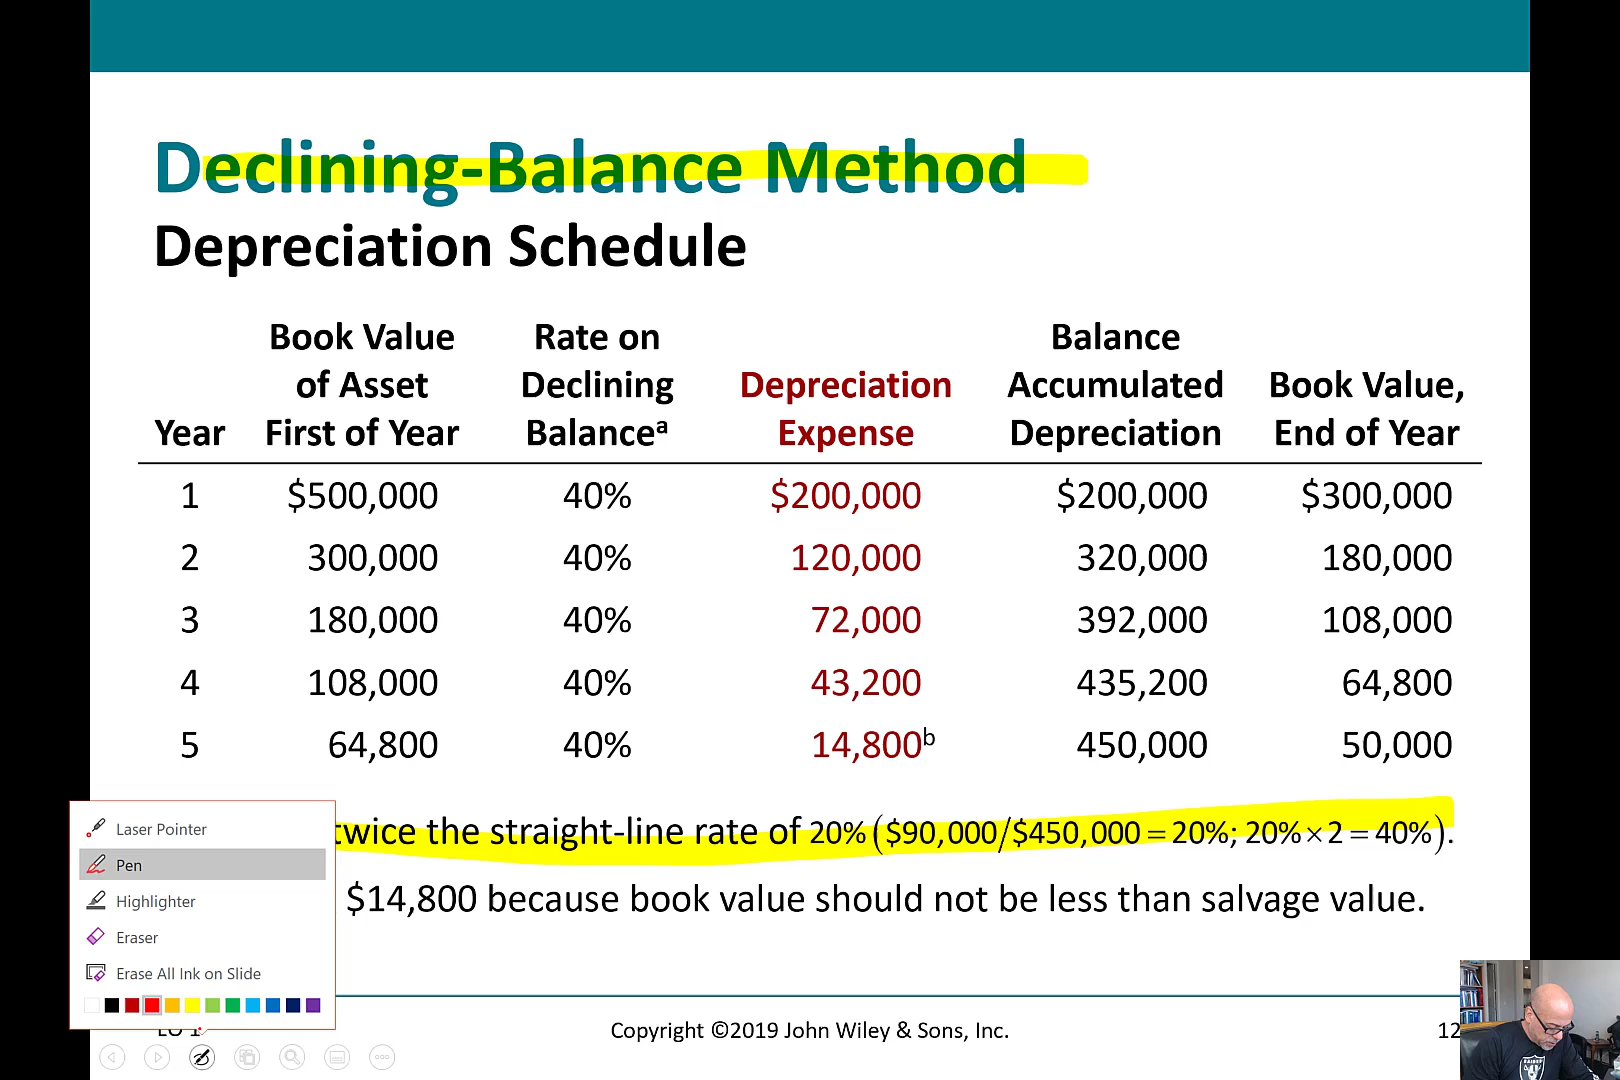 Declining-Balance Method
Depreciation Schedule
Year Book Value of Asset First of Year Rate on Declining Balanceᵃ Depreciation Expense Balance Accumulated Depreciation Book Value, End of Year
1 $500,000 40% $200,000 $200,000 $300,000
2 300,000 40% 120,000 320,000 180,000
3 180,000 40% 72,000 392,000 108,000
4 108,000 40% 43,200 435,200 64,800
5 64,800 40% 14,800ᵇ 450,000 50,000
twice the straight-line rate of 20% ($90,000/$450,000 = 20%; 20% × 2 = 40%).
$14,800 because book value should not be less than salvage value.
Laser Pointer
Pen
Highlighter
Eraser
Erase All Ink on Slide
LO 1
Copyright ©2019 John Wiley & Sons, Inc.
12
RAIDERS